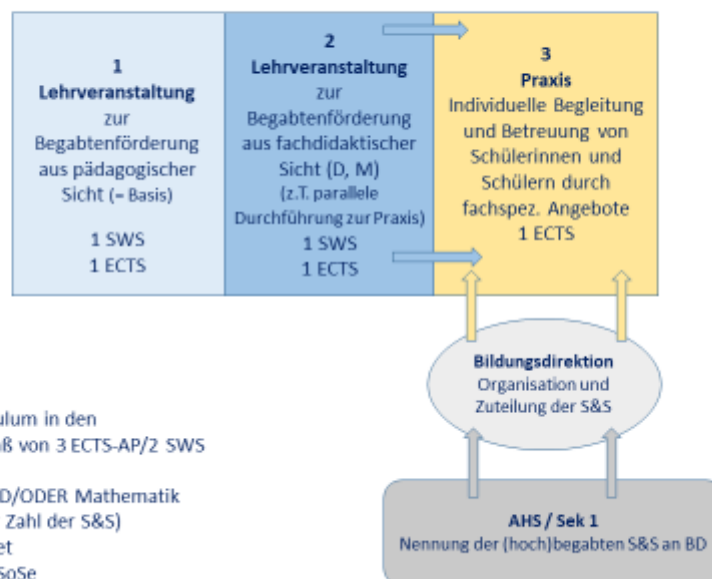 1
Lehrveranstaltung
zur
Begabtenförderung
aus pädagogischer
Sicht (= Basis)
1 SWS
1 ECTS
2
Lehrveranstaltung
zur
Begabtenförderung
aus fachdidaktischer
Sicht (D, M)
(z.T. parallele
Durchführung zur Praxis)
1 SWS
1 ECTS
3
Praxis
Individuelle Begleitung
und Betreuung von
Schülerinnen und
Schülern durch
fachspez. Angebote
1 ECTS
Bildungsdirektion
Organisation und
Zuteilung der S&S
AHS / Sek 1
Nennung der (hoch)begabten S&S an BD
ulum in den
ß von 3 ECTS-AP/2 SWS
D/ODER Mathematik
Zahl der S&S)
et
SoSe